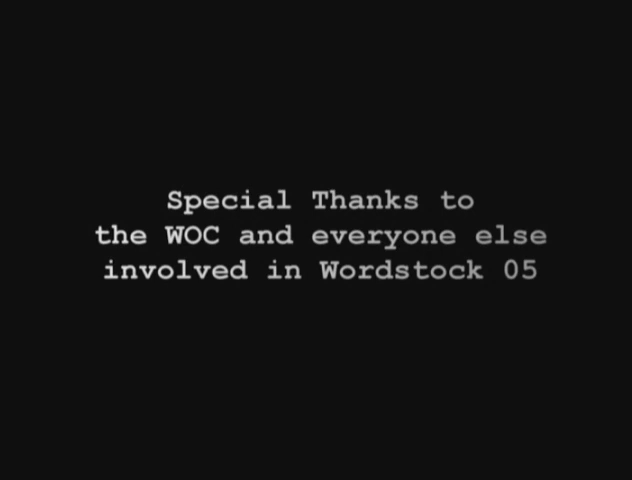 Special Thanks to
the WOC and everyone else
involved in Wordstock 05